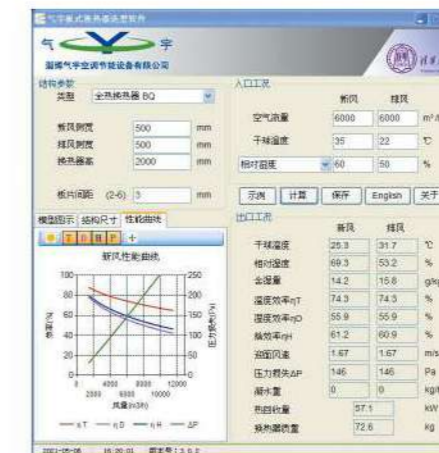 气宇板式换热器选型软件
气 宇
淄博气宇空调节能设备有限公司
结构参数
类型 全热换热器 BQ
新风侧宽 500 mm
排风侧宽 500 mm
换热器高 2000 mm
板片间距 (2-6) 3 mm
模型图示 结构尺寸 性能曲线
T D H P
新风性能曲线
效率(%)
100 80 60 40 20 0
250 200 150 100 50 0
压力损失(Pa)
0 4000 8000 12000
2000 6000 10000
风量(m3/h)
ηT ηD ηH ΔP
入口工况
新风 排风
空气流量 6000 6000
干球温度 35 22 ℃
相对湿度 60 50 %
示例 计算 保存 English 关于
出口工况
新风 排风
干球温度 25.3 31.7 ℃
相对湿度 69.3 53.2 %
含湿量 14.2 15.8
温度效率ηT 74.3 74.3 %
湿度效率ηD 55.9 55.9 %
焓效率ηH 61.2 60.9 %
迎面风速 1.67 1.67 m/s
压力损失ΔP 146 146 Pa
凝水量 0 0
热回收量 57.1 kW
换热器质量 72.6 kg